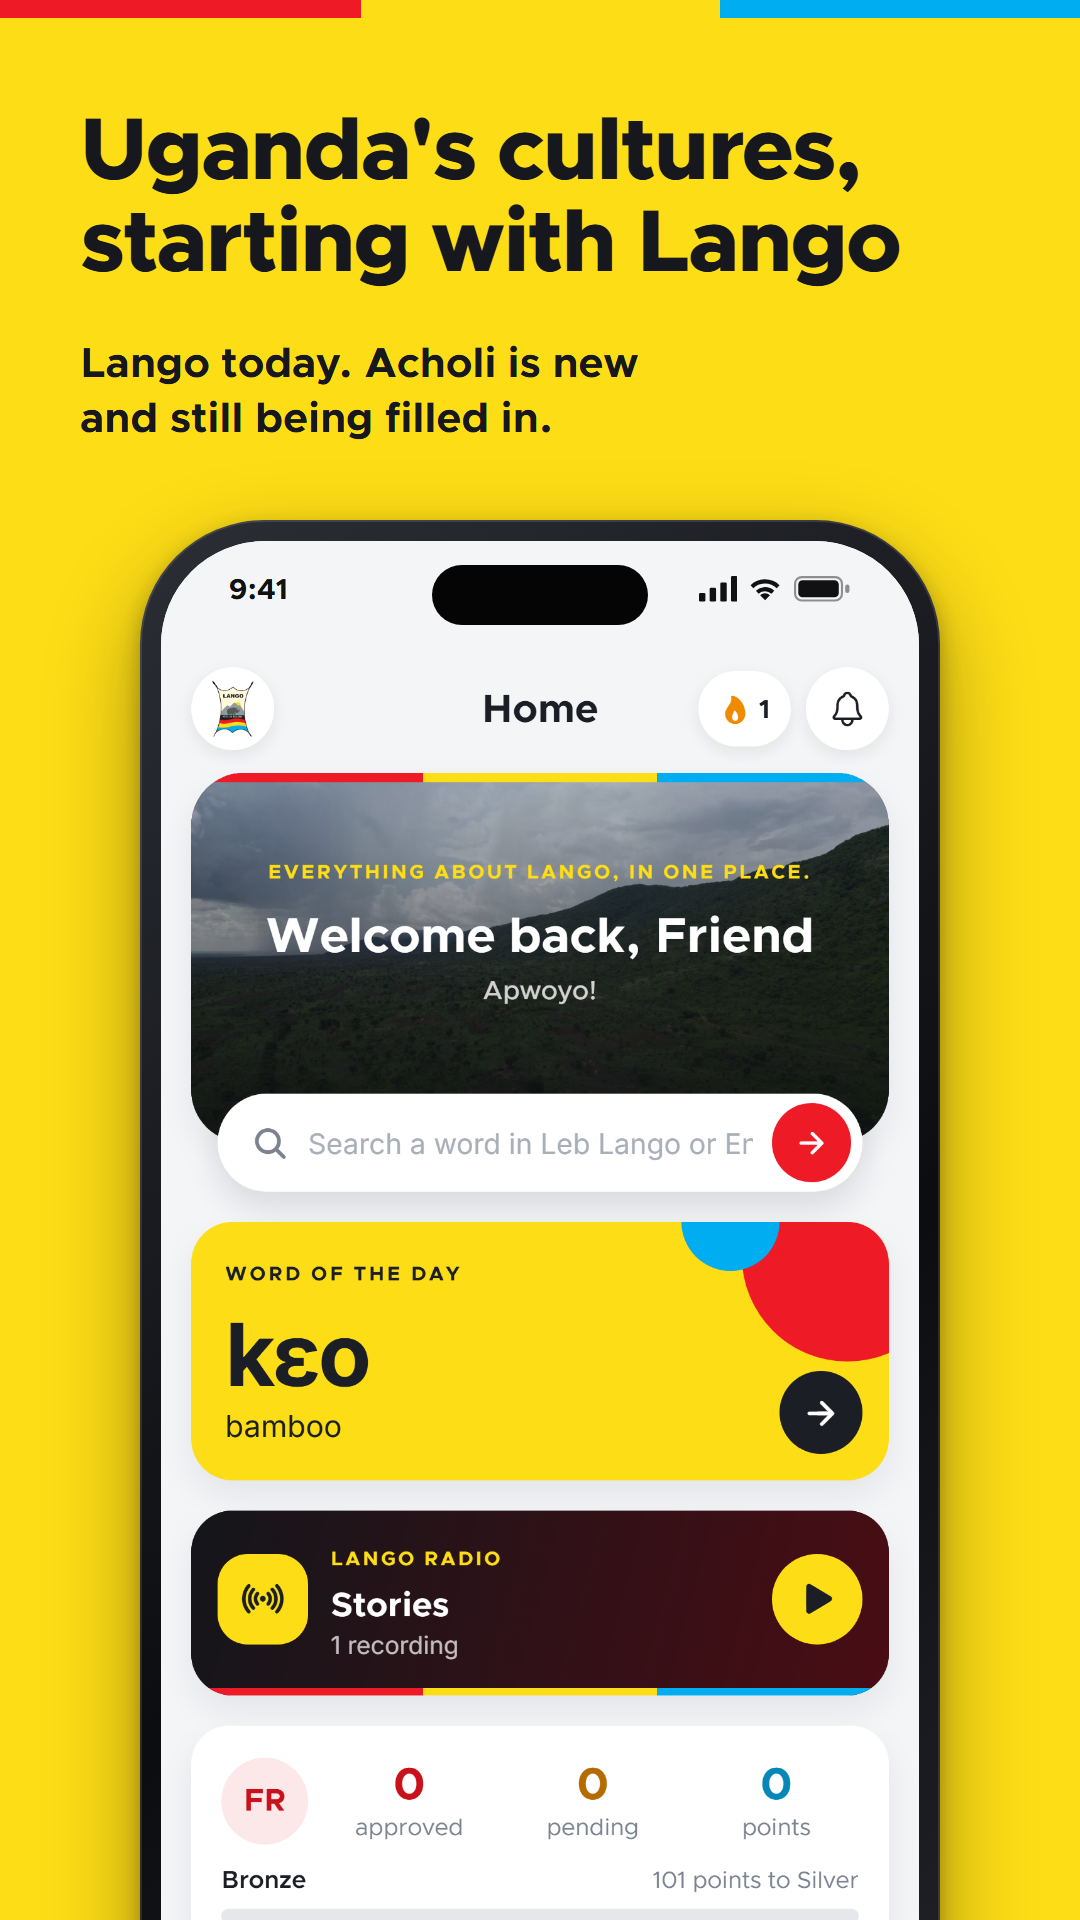 Uganda's cultures,
starting with Lango
Lango today. Acholi is new
and still being filled in.
9:41
LANGO
Home
1
EVERYTHING ABOUT LANGO, IN ONE PLACE.
Welcome back, Friend
Apwoyo!
Search a word in Leb Lango or Er
WORD OF THE DAY
kɛo
bamboo
LANGO RADIO
Stories
1 recording
FR
0
0
0
approved
pending
points
Bronze
101 points to Silver